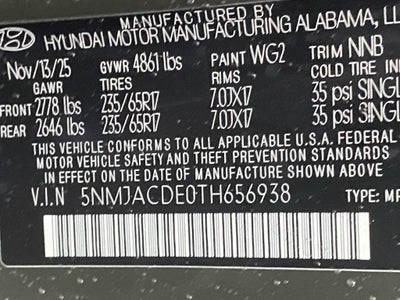 MANUFACTURED BY
HYUNDAI MOTOR MANUFACTURING ALABAMA, LL
Nov/13/25 GVWR 4861 lbs PAINT WG2 TRIM NNB
GAWR TIRES RIMS COLD TIRE IN
FRONT 2778 lbs 235/65R17 7.0JX17 35 psi SINGL
REAR 2646 lbs 235/65R17 7.0JX17 35 psi SINGL
THIS VEHICLE CONFORMS TO ALL APPLICABLE U.S.A. FEDERAL
MOTOR VEHICLE SAFETY AND THEFT PREVENTION STANDARDS
IN EFFECT ON THE DATE OF MANUFACTURE SHOWN ABOVE.
V.I.N 5NMJACDE0TH656938 TYPE: MP